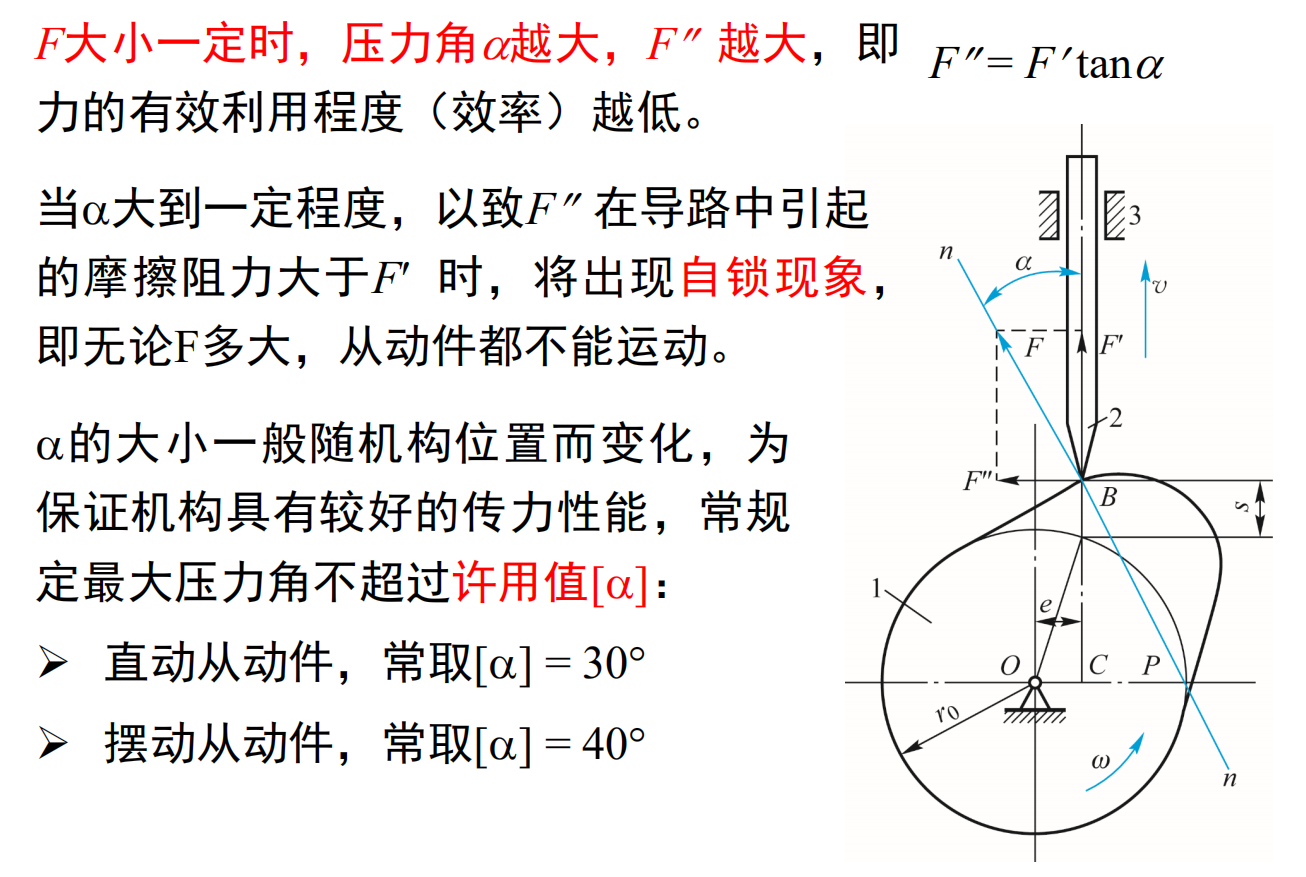 F大小一定时，压力角α越大，F″ 越大，即
F″= F′tanα
力的有效利用程度（效率）越低。
当α大到一定程度，以致F″ 在导路中引起
的摩擦阻力大于F′ 时，将出现自锁现象，
即无论F多大，从动件都不能运动。
α的大小一般随机构位置而变化，为
保证机构具有较好的传力性能，常规
定最大压力角不超过许用值[α]：
➢ 直动从动件，常取[α] = 30°
➢ 摆动从动件，常取[α] = 40°
3
n
α
v
F
F′
2
F″
B
s
1
e
O
C
P
r0
ω
n